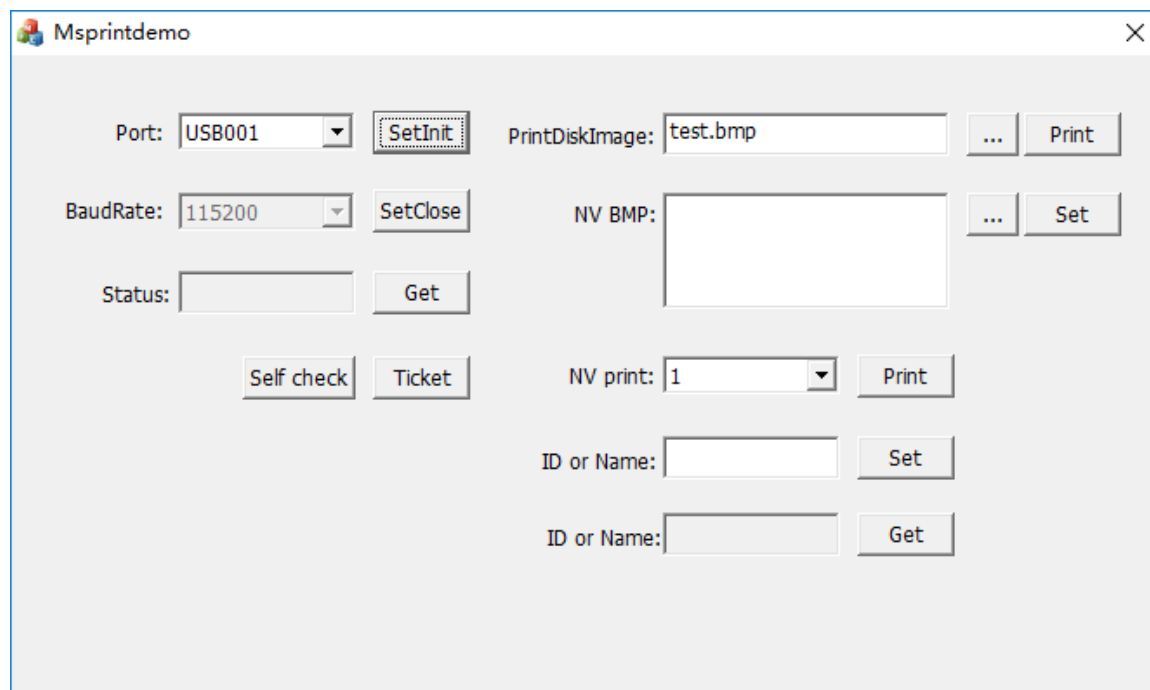 Msprintdemo
Port: USB001 SetInit PrintDiskImage: test.bmp ... Print
BaudRate: 115200 SetClose NV BMP: ... Set
Status: Get
Self check Ticket NV print: 1 Print
ID or Name: Set
ID or Name: Get